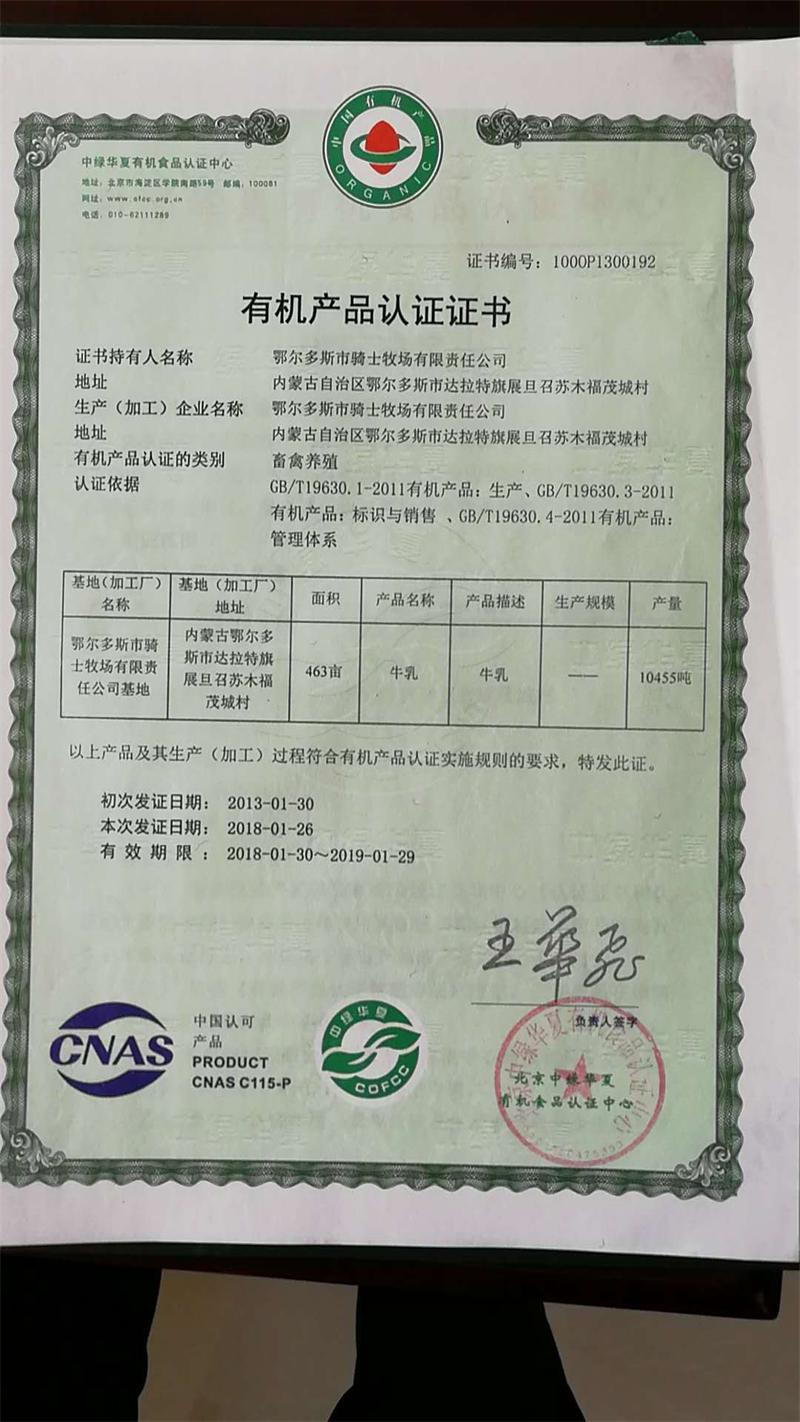 中国有机产品
ORGANIC
中绿华夏有机食品认证中心
地址：北京市海淀区学院南路59号 邮编：100081
网址：www.ofcc.org.cn
电话：010-62111289
证书编号：100OP1300192
有机产品认证证书
证书持有人名称 鄂尔多斯市骑士牧场有限责任公司
地址 内蒙古自治区鄂尔多斯市达拉特旗展旦召苏木福茂城村
生产（加工）企业名称 鄂尔多斯市骑士牧场有限责任公司
地址 内蒙古自治区鄂尔多斯市达拉特旗展旦召苏木福茂城村
有机产品认证的类别 畜禽养殖
认证依据 GB/T19630.1-2011有机产品：生产、GB/T19630.3-2011
有机产品：标识与销售 、GB/T19630.4-2011有机产品：
管理体系
基地（加工厂）名称 基地（加工厂）地址 面积 产品名称 产品描述 生产规模 产量
鄂尔多斯市骑士牧场有限责任公司基地 内蒙古鄂尔多斯市达拉特旗展旦召苏木福茂城村 463亩 牛乳 牛乳 —— 10455吨
以上产品及其生产（加工）过程符合有机产品认证实施规则的要求，特发此证。
初次发证日期： 2013-01-30
本次发证日期： 2018-01-26
有效期限： 2018-01-30～2019-01-29
负责人签字
CNAS
中国认可
产品
PRODUCT
CNAS C115-P
中绿华夏
COFCC
北京中绿华夏
有机食品认证中心